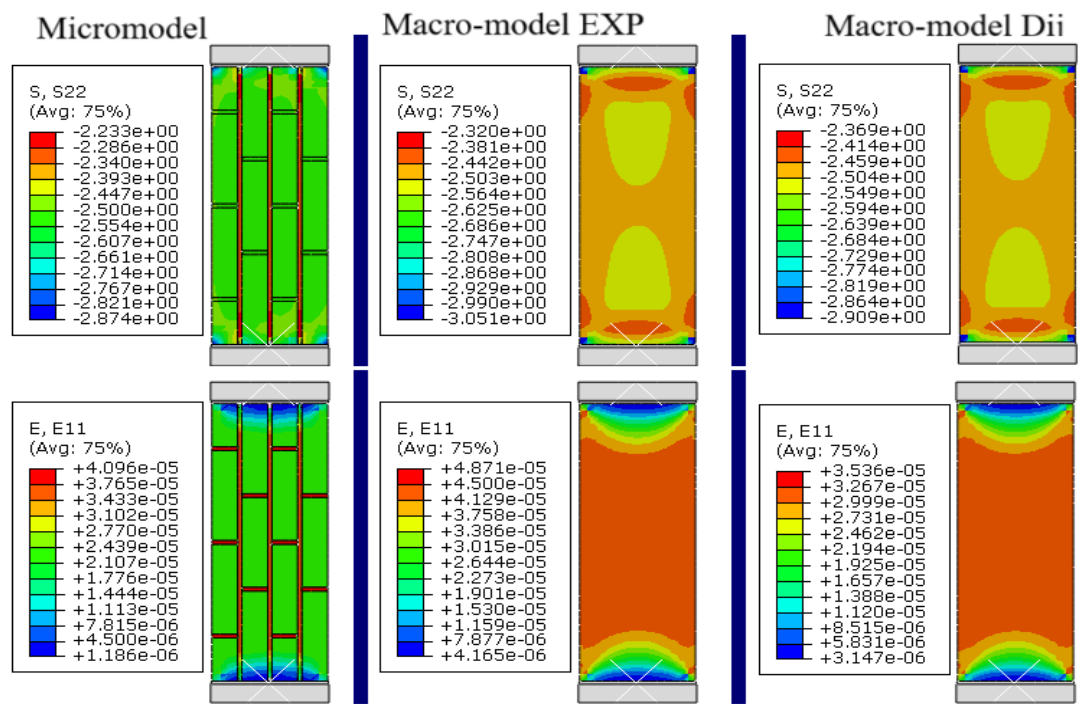 Micromodel
Macro-model EXP
Macro-model Dii
S, S22
(Avg: 75%)
-2.233e+00
-2.286e+00
-2.340e+00
-2.393e+00
-2.447e+00
-2.500e+00
-2.554e+00
-2.607e+00
-2.661e+00
-2.714e+00
-2.767e+00
-2.821e+00
-2.874e+00
S, S22
(Avg: 75%)
-2.320e+00
-2.381e+00
-2.442e+00
-2.503e+00
-2.564e+00
-2.625e+00
-2.686e+00
-2.747e+00
-2.808e+00
-2.868e+00
-2.929e+00
-2.990e+00
-3.051e+00
S, S22
(Avg: 75%)
-2.369e+00
-2.414e+00
-2.459e+00
-2.504e+00
-2.549e+00
-2.594e+00
-2.639e+00
-2.684e+00
-2.729e+00
-2.774e+00
-2.819e+00
-2.864e+00
-2.909e+00
E, E11
(Avg: 75%)
+4.096e-05
+3.765e-05
+3.433e-05
+3.102e-05
+2.770e-05
+2.439e-05
+2.107e-05
+1.776e-05
+1.444e-05
+1.113e-05
+7.815e-06
+4.500e-06
+1.186e-06
E, E11
(Avg: 75%)
+4.871e-05
+4.500e-05
+4.129e-05
+3.758e-05
+3.386e-05
+3.015e-05
+2.644e-05
+2.273e-05
+1.901e-05
+1.530e-05
+1.159e-05
+7.877e-06
+4.165e-06
E, E11
(Avg: 75%)
+3.536e-05
+3.267e-05
+2.999e-05
+2.731e-05
+2.462e-05
+2.194e-05
+1.925e-05
+1.657e-05
+1.388e-05
+1.120e-05
+8.515e-06
+5.831e-06
+3.147e-06